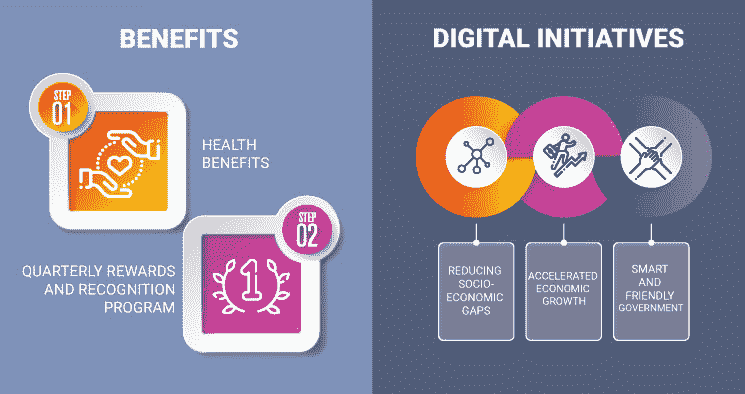 BENEFITS
STEP
01
HEALTH
BENEFITS
STEP
02
1
QUARTERLY REWARDS
AND RECOGNITION
PROGRAM
DIGITAL INITIATIVES
REDUCING
SOCIO-
ECONOMIC
GAPS
ACCELERATED
ECONOMIC
GROWTH
SMART
AND
FRIENDLY
GOVERNMENT